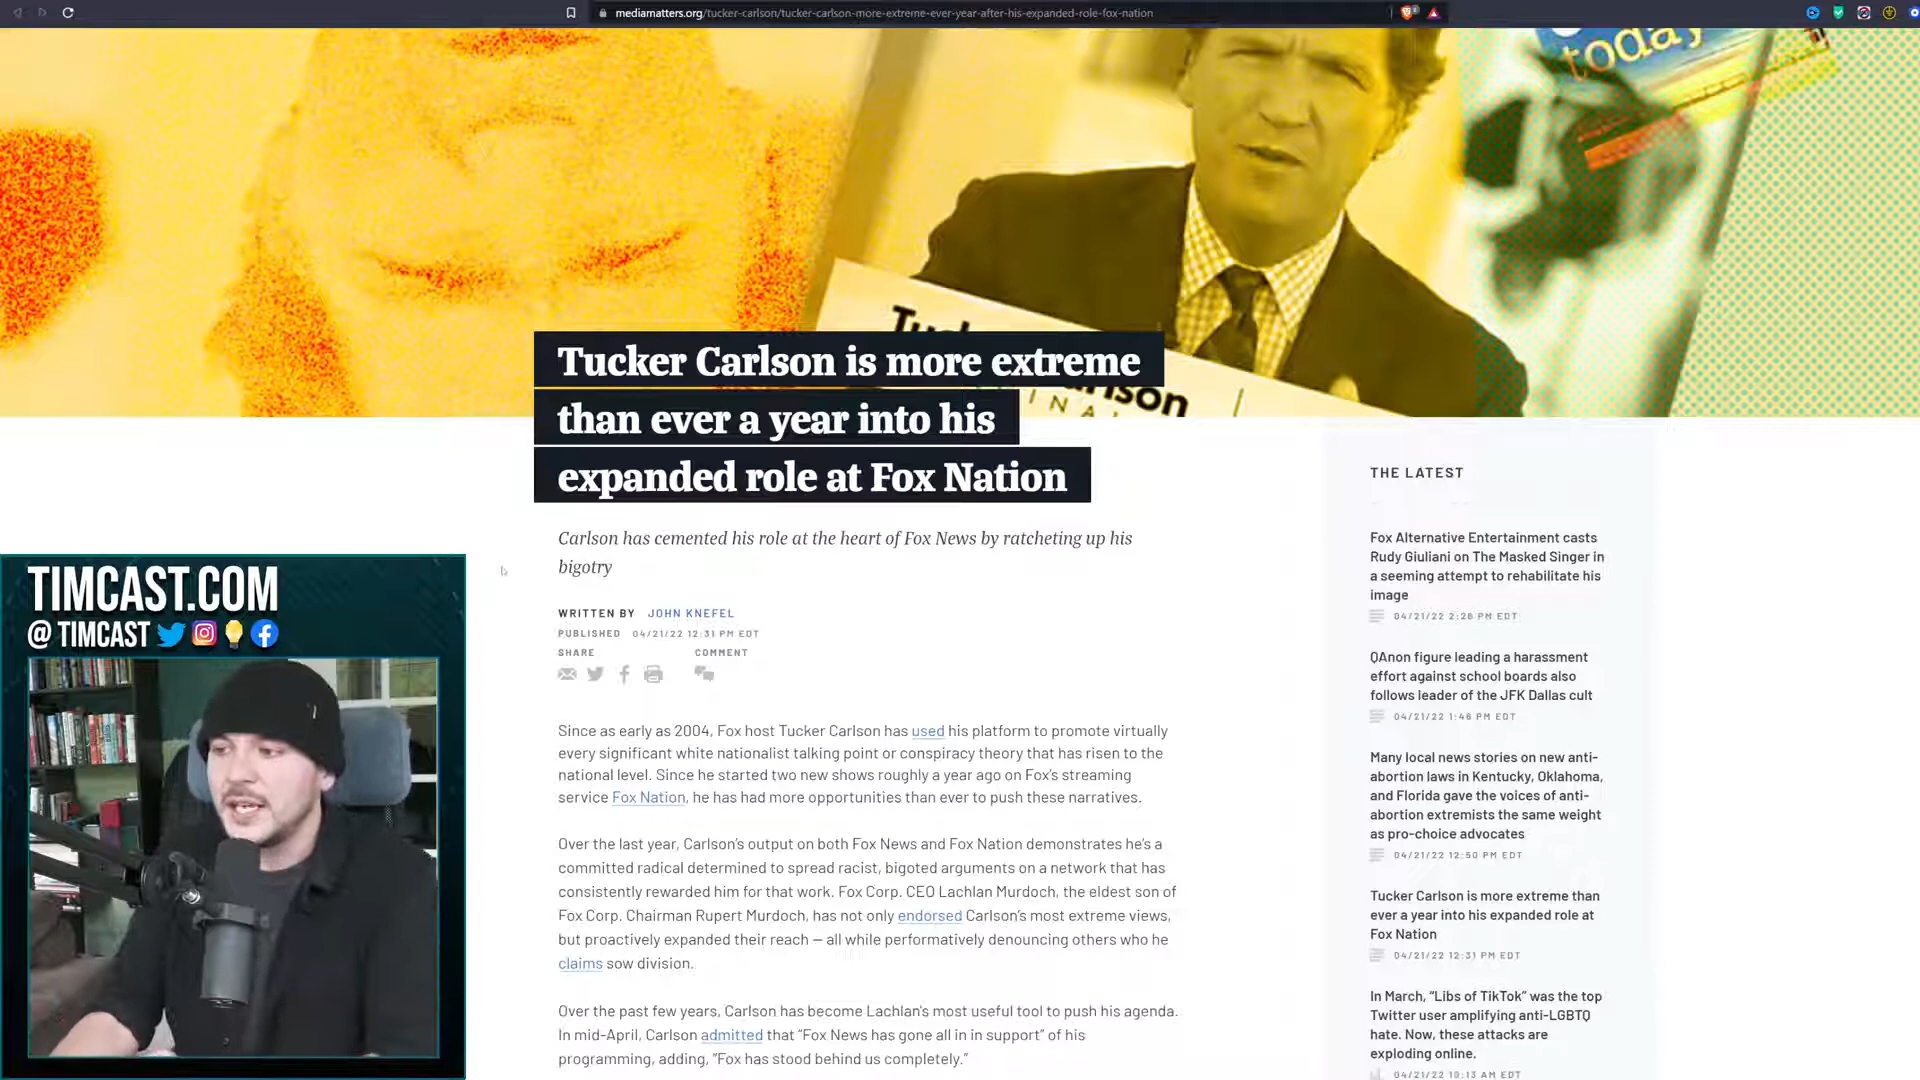 mediamatters.org/tucker-carlson/tucker-carlson-more-extreme-ever-year-after-his-expanded-role-fox-nation
today
Tucker Carlson is more extreme
than ever a year into his
expanded role at Fox Nation
Carlson has cemented his role at the heart of Fox News by ratcheting up his
bigotry
WRITTEN BY JOHN KNEFEL
PUBLISHED 04/21/22 12:31 PM EDT
SHARE COMMENT
Since as early as 2004, Fox host Tucker Carlson has used his platform to promote virtually
every significant white nationalist talking point or conspiracy theory that has risen to the
national level. Since he started two new shows roughly a year ago on Fox's streaming
service Fox Nation, he has had more opportunities than ever to push these narratives.
Over the last year, Carlson's output on both Fox News and Fox Nation demonstrates he's a
committed radical determined to spread racist, bigoted arguments on a network that has
consistently rewarded him for that work. Fox Corp. CEO Lachlan Murdoch, the eldest son of
Fox Corp. Chairman Rupert Murdoch, has not only endorsed Carlson's most extreme views,
but proactively expanded their reach — all while performatively denouncing others who he
claims sow division.
Over the past few years, Carlson has become Lachlan's most useful tool to push his agenda.
In mid-April, Carlson admitted that “Fox News has gone all in in support” of his
programming, adding, “Fox has stood behind us completely.”
THE LATEST
Fox Alternative Entertainment casts
Rudy Giuliani on The Masked Singer in
a seeming attempt to rehabilitate his
image
04/21/22 2:26 PM EDT
QAnon figure leading a harassment
effort against school boards also
follows leader of the JFK Dallas cult
04/21/22 1:46 PM EDT
Many local news stories on new anti-
abortion laws in Kentucky, Oklahoma,
and Florida gave the voices of anti-
abortion extremists the same weight
as pro-choice advocates
04/21/22 12:50 PM EDT
Tucker Carlson is more extreme than
ever a year into his expanded role at
Fox Nation
04/21/22 12:31 PM EDT
In March, “Libs of TikTok” was the top
Twitter user amplifying anti-LGBTQ
hate. Now, these attacks are
exploding online.
04/21/22 10:13 AM EDT
TIMCAST.COM
@ TIMCAST